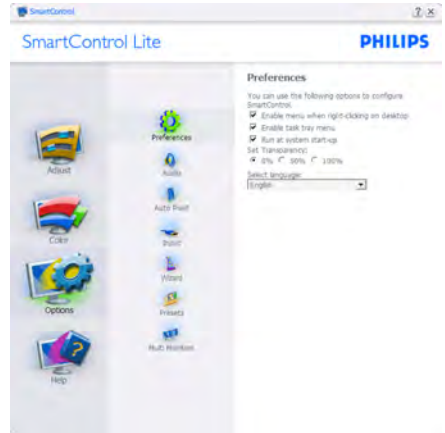 SmartControl
? ×
SmartControl Lite
PHILIPS
Preferences
You can use the following options to configure
SmartControl.
Enable menu when right-clicking on desktop
Enable task tray menu
Run at system start-up
Set Transparency:
0% 50% 100%
Select language:
English
Adjust
Color
Options
Help
Preferences
Audio
Auto Pivot
Input
Wizard
Presets
Multi Monitors